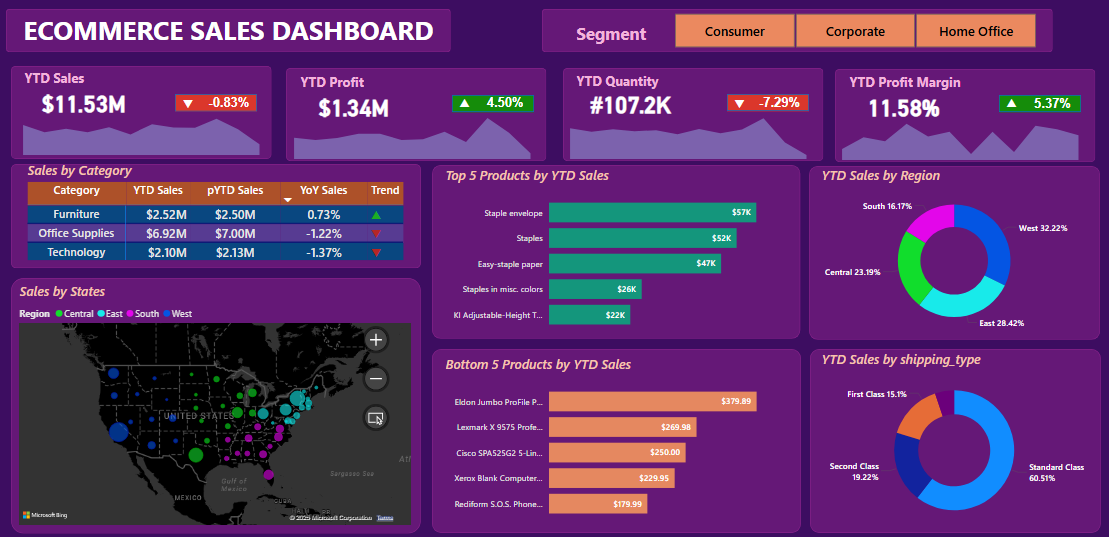 ECOMMERCE SALES DASHBOARD
Segment
Consumer
Corporate
Home Office
YTD Sales
$11.53M
-0.83%
YTD Profit
$1.34M
4.50%
YTD Quantity
#107.2K
-7.29%
YTD Profit Margin
11.58%
5.37%
Sales by Category
Category YTD Sales pYTD Sales YoY Sales Trend
Furniture $2.52M $2.50M 0.73%
Office Supplies $6.92M $7.00M -1.22%
Technology $2.10M $2.13M -1.37%
Sales by States
Region Central East South West
UNITED STATES
MEXICO
Gulf of
Mexico
Sargasso Sea
Microsoft Bing
© 2025 Microsoft Corporation Terms
Top 5 Products by YTD Sales
Staple envelope $57K
Staples $52K
Easy-staple paper $47K
Staples in misc. colors $26K
KI Adjustable-Height T... $22K
Bottom 5 Products by YTD Sales
Eldon Jumbo ProFile P... $379.89
Lexmark X 9575 Profe... $269.98
Cisco SPA525G2 5-Lin... $250.00
Xerox Blank Computer... $229.95
Rediform S.O.S. Phone... $179.99
YTD Sales by Region
South 16.17%
West 32.22%
Central 23.19%
East 28.42%
YTD Sales by shipping_type
First Class 15.1%
Second Class
19.22%
Standard Class
60.51%